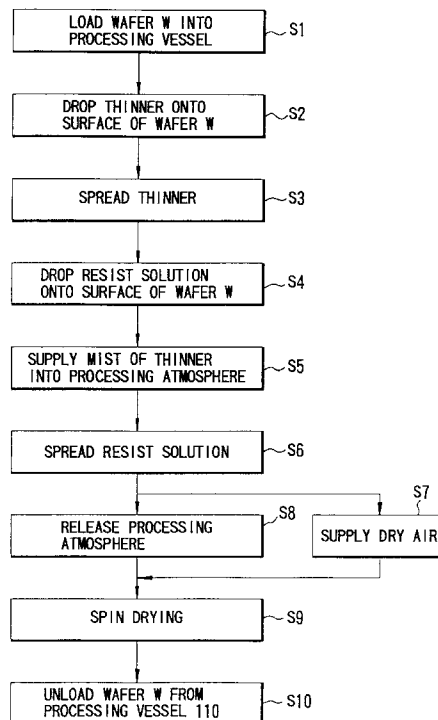 LOAD WAFER W INTO
PROCESSING VESSEL
S1
DROP THINNER ONTO
SURFACE OF WAFER W
S2
SPREAD THINNER
S3
DROP RESIST SOLUTION
ONTO SURFACE OF WAFER W
S4
SUPPLY MIST OF THINNER
INTO PROCESSING ATMOSPHERE
S5
SPREAD RESIST SOLUTION
S6
S7
SUPPLY DRY AIR
RELEASE PROCESSING
ATMOSPHERE
S8
SPIN DRYING
S9
UNLOAD WAFER W FROM
PROCESSING VESSEL 110
S10